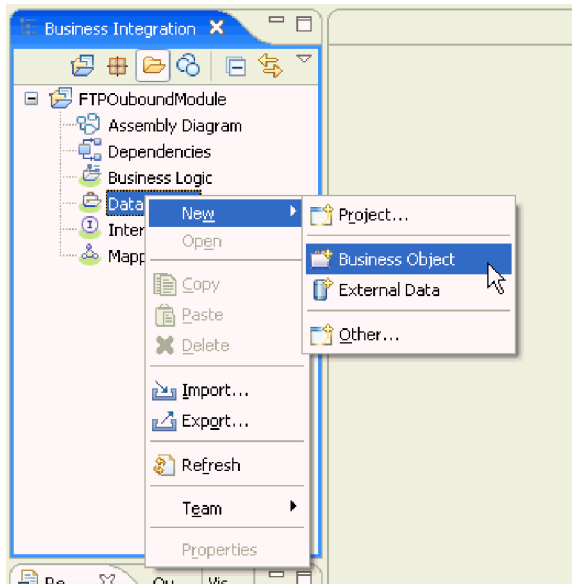 Business Integration
FTPOuboundModule
Assembly Diagram
Dependencies
Business Logic
Data
Inter
Mapp
New
Open
Copy
Paste
Delete
Import...
Export...
Refresh
Team
Properties
Project...
Business Object
External Data
Other...
Re
Ou
Vis